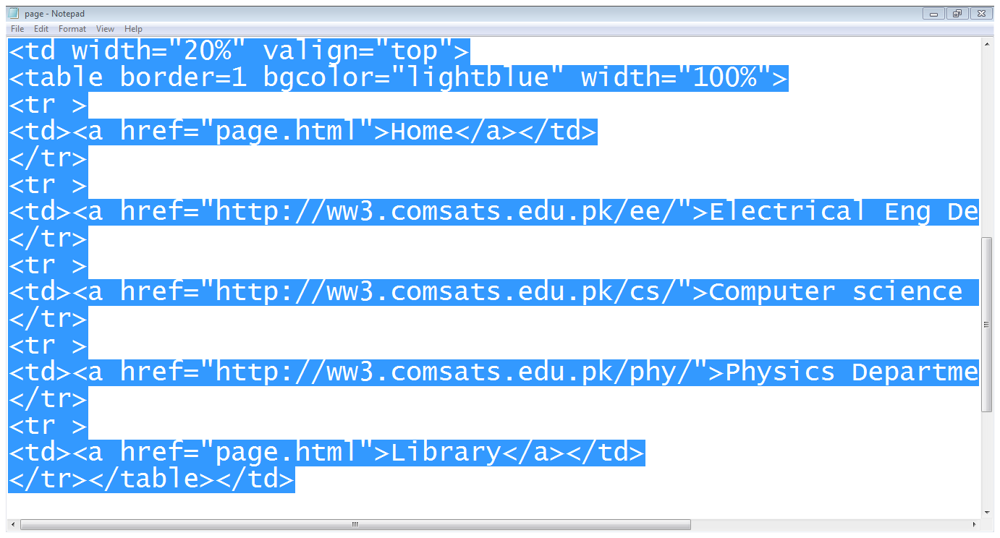 page - Notepad
File Edit Format View Help
<td width="20%" valign="top">
<table border=1 bgcolor="lightblue" width="100%">
<tr >
<td><a href="page.html">Home</a></td>
</tr>
<tr >
<td><a href="http://ww3.comsats.edu.pk/ee/">Electrical Eng De
</tr>
<tr >
<td><a href="http://ww3.comsats.edu.pk/cs/">Computer science
</tr>
<tr >
<td><a href="http://ww3.comsats.edu.pk/phy/">Physics Departme
</tr>
<tr >
<td><a href="page.html">Library</a></td>
</tr></table></td>